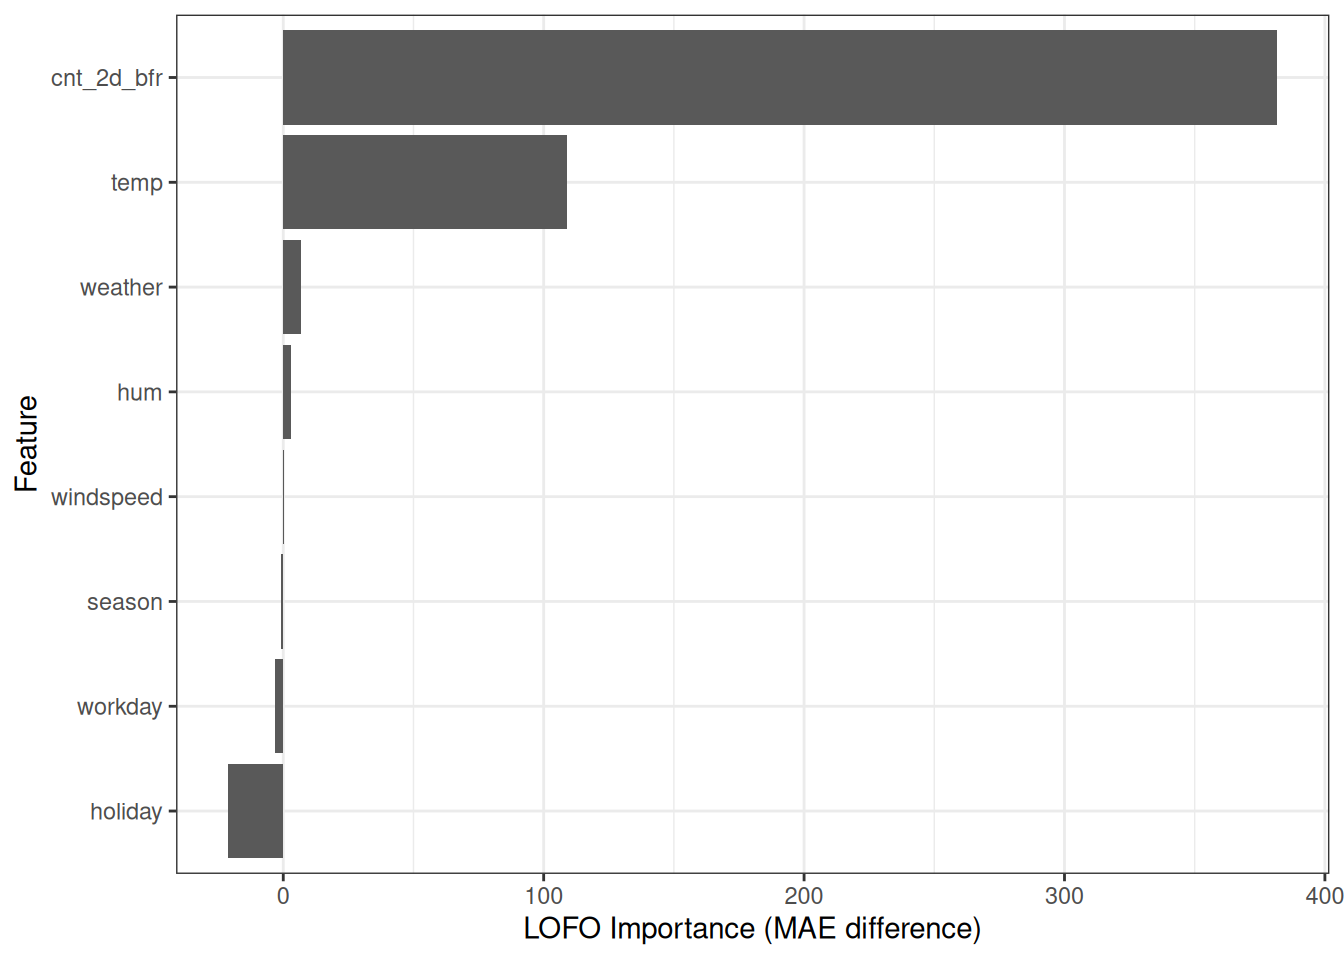 cnt_2d_bfr
temp
weather
hum
windspeed
season
workday
holiday
Feature
0 100 200 300 400
LOFO Importance (MAE difference)